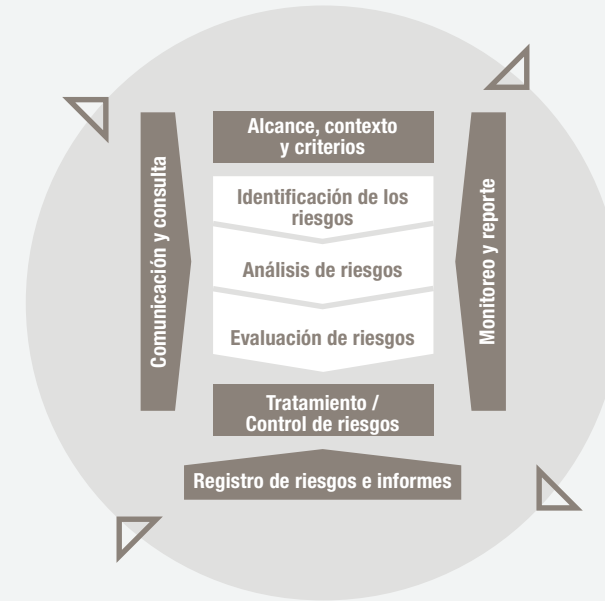 Alcance, contexto
y criterios
Comunicación y consulta
Identificación de los
riesgos
Análisis de riesgos
Evaluación de riesgos
Monitoreo y reporte
Tratamiento /
Control de riesgos
Registro de riesgos e informes